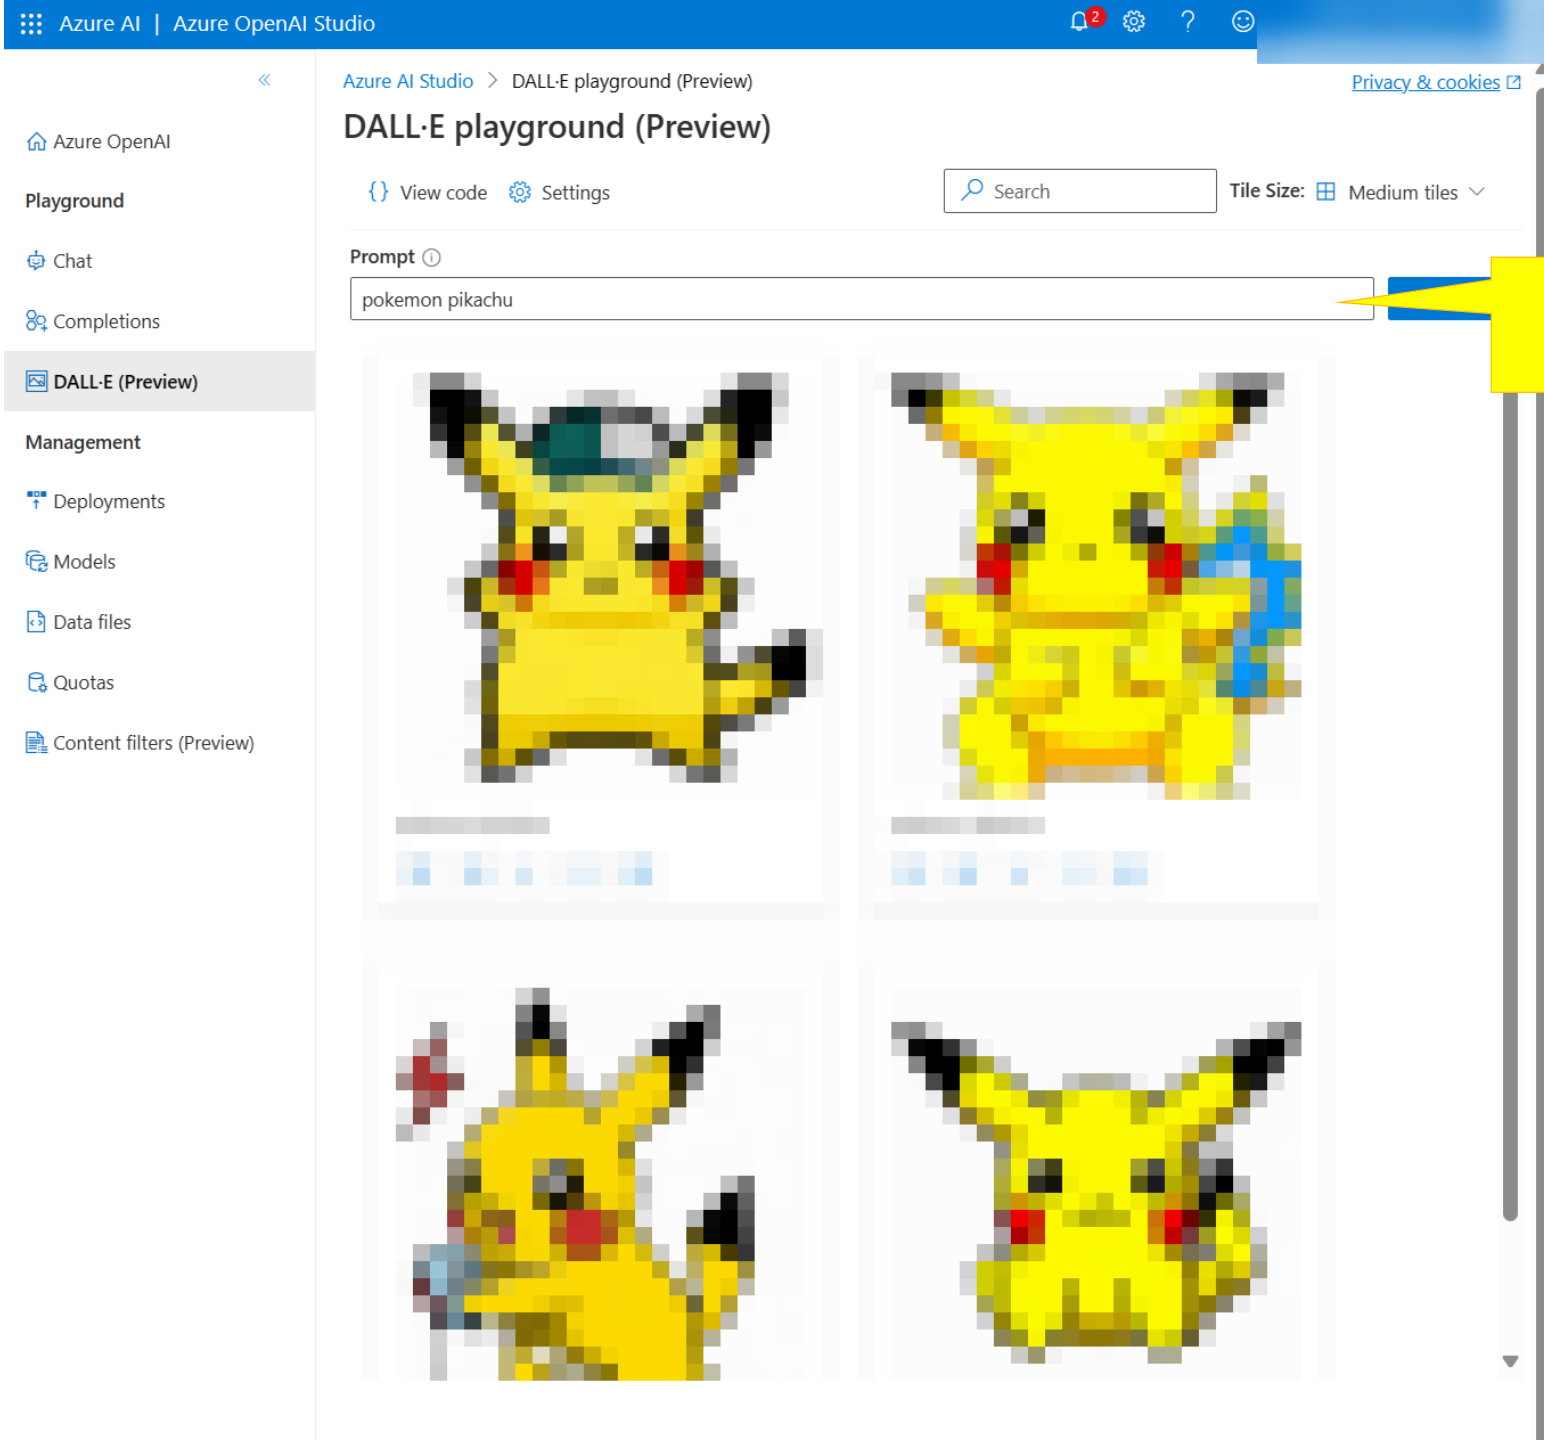 Azure AI | Azure OpenAI Studio
2
Azure AI Studio > DALL·E playground (Preview)
Privacy & cookies
DALL·E playground (Preview)
Azure OpenAI
Playground
Chat
Completions
DALL·E (Preview)
Management
Deployments
Models
Data files
Quotas
Content filters (Preview)
{} View code
Settings
Search
Tile Size:
Medium tiles
Prompt
pokemon pikachu